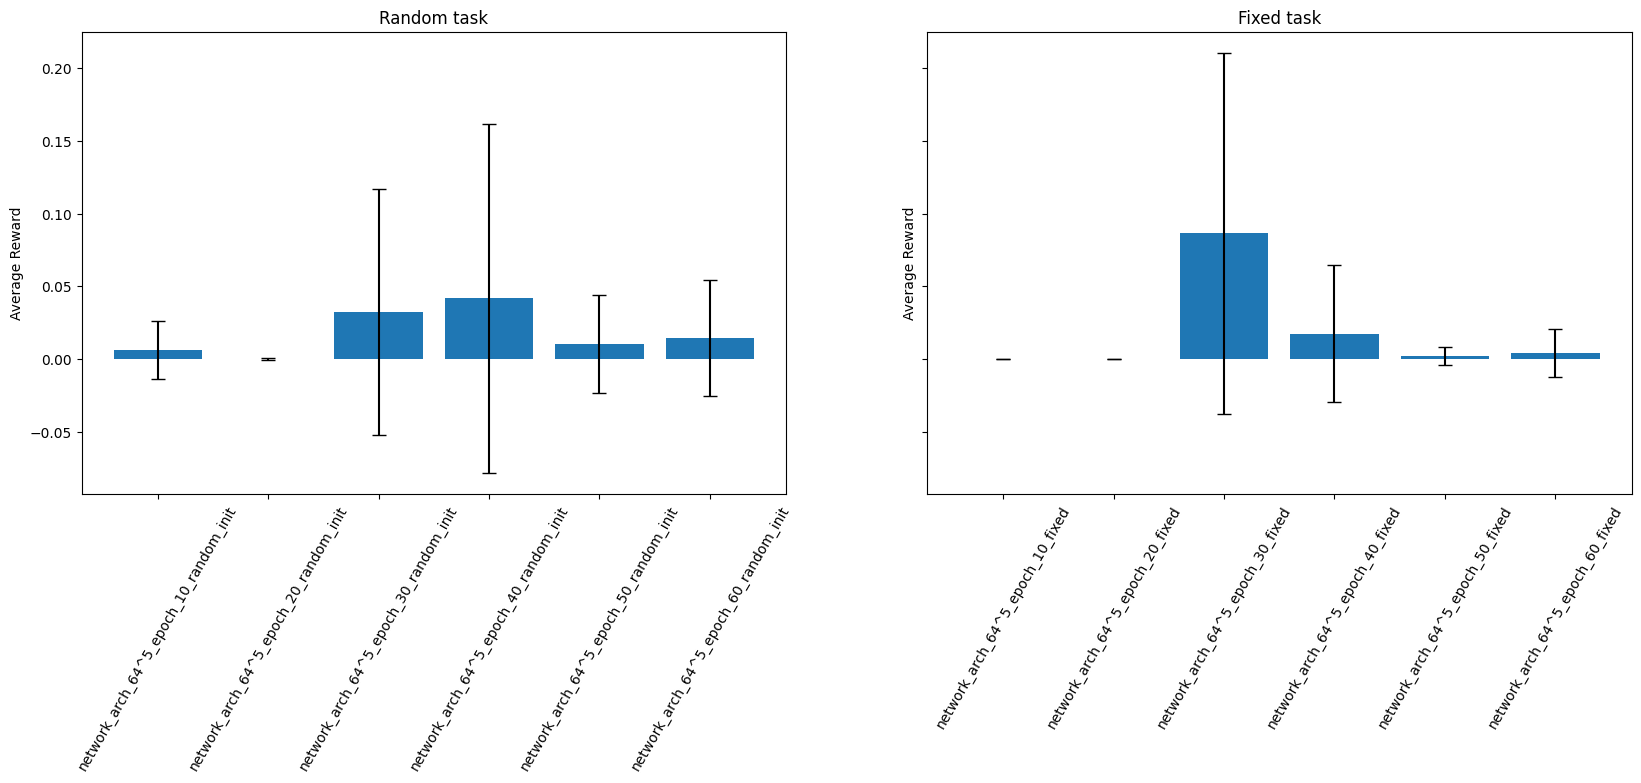 Random task
Average Reward
0.20
0.15
0.10
0.05
0.00
−0.05
network_arch_64^5_epoch_10_random_init
network_arch_64^5_epoch_20_random_init
network_arch_64^5_epoch_30_random_init
network_arch_64^5_epoch_40_random_init
network_arch_64^5_epoch_50_random_init
network_arch_64^5_epoch_60_random_init
Fixed task
Average Reward
network_arch_64^5_epoch_10_fixed
network_arch_64^5_epoch_20_fixed
network_arch_64^5_epoch_30_fixed
network_arch_64^5_epoch_40_fixed
network_arch_64^5_epoch_50_fixed
network_arch_64^5_epoch_60_fixed